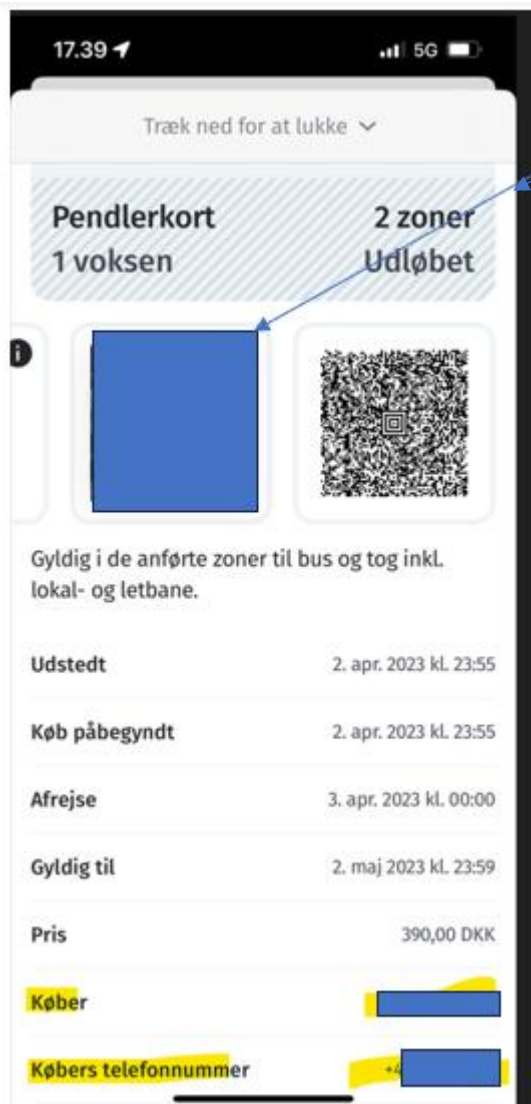 17.39
5G
Træk ned for at lukke
Pendlerkort 2 zoner
1 voksen Udløbet
i
Gyldig i de anførte zoner til bus og tog inkl.
lokal- og letbane.
Udstedt 2. apr. 2023 kl. 23:55
Køb påbegyndt 2. apr. 2023 kl. 23:55
Afrejse 3. apr. 2023 kl. 00:00
Gyldig til 2. maj 2023 kl. 23:59
Pris 390,00 DKK
Køber
Købers telefonnummer +4